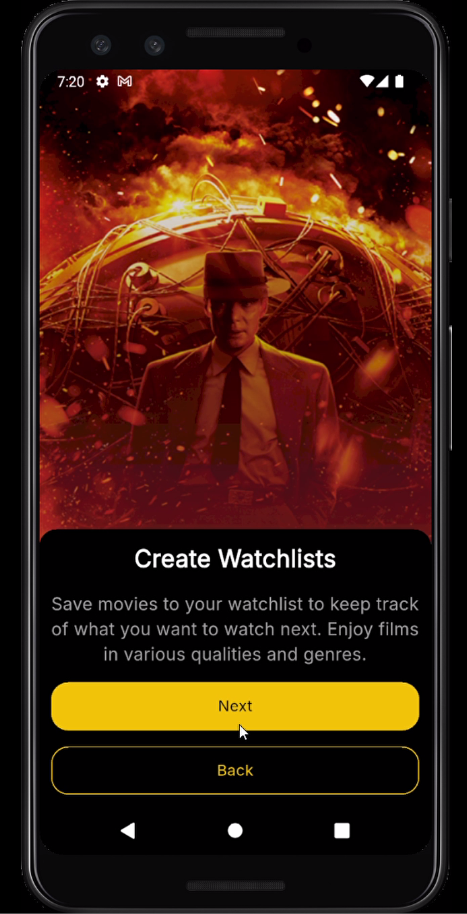 7:20
Create Watchlists
Save movies to your watchlist to keep track
of what you want to watch next. Enjoy films
in various qualities and genres.
Next
Back